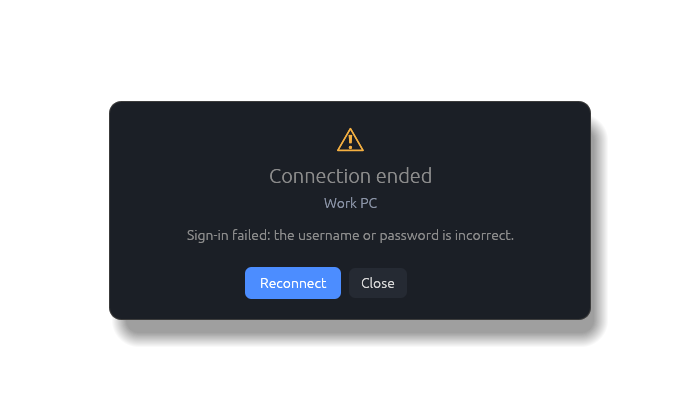 Connection ended
Work PC
Sign-in failed: the username or password is incorrect.
Reconnect Close